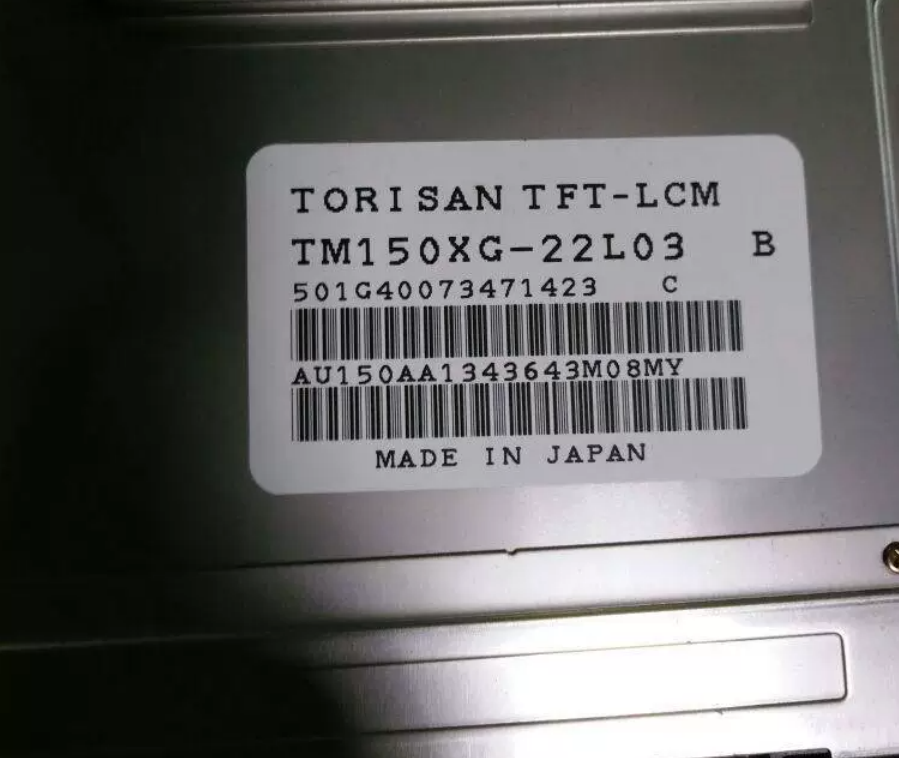 TORISAN TFT-LCM
TM150XG-22L03 B
501G40073471423 C
AU150AA1343643M08MY
MADE IN JAPAN